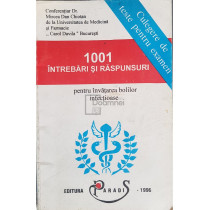 Conferențiar Dr.
Mircea Dan Chiotan
de la Universitatea de Medicină
și Farmacie
„Carol Davila" București
Culegere de
teste pentru examen
1001
ÎNTREBĂRI ȘI RĂSPUNSURI
pentru învățarea bolilor
infecțioase
EDITURA
PARADIS
- 1996